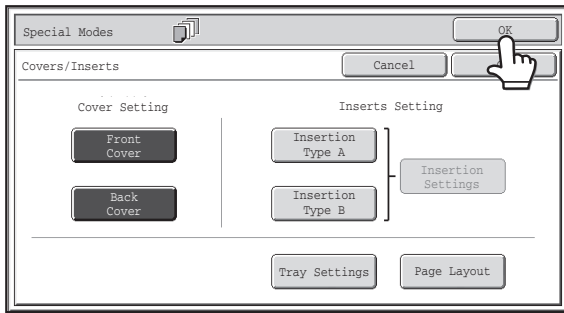 Special Modes
OK
Covers/Inserts
Cancel
Cover Setting
Inserts Setting
Front
Cover
Insertion
Type A
Insertion
Settings
Back
Cover
Insertion
Type B
Tray Settings
Page Layout